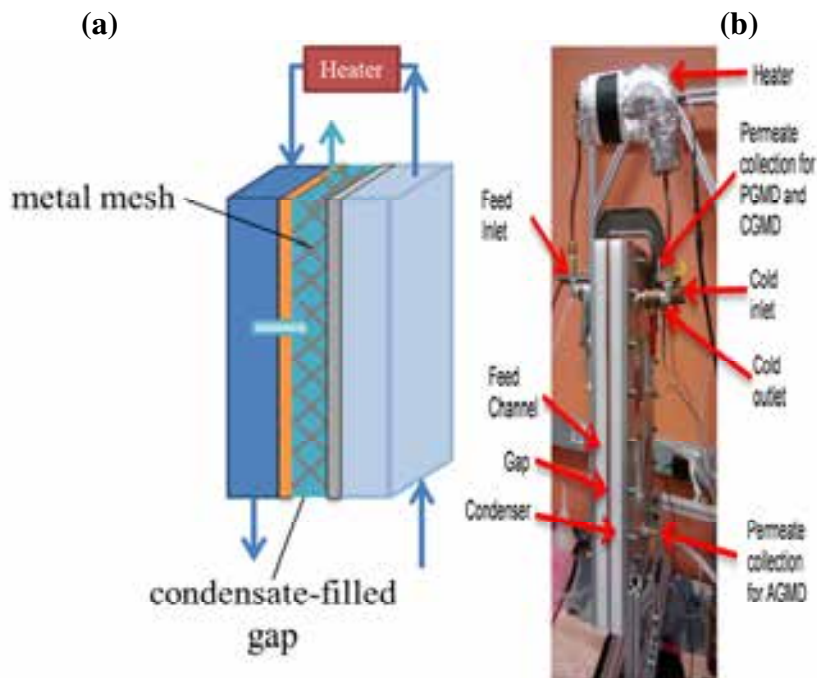 (a)
Heater
metal mesh
condensate-filled
gap
(b)
Heater
Permeate
collection for
PGMD and
CGMD
Feed
Inlet
Cold
inlet
Cold
outlet
Feed
Channel
Gap
Condenser
Permeate
collection
for AGMD